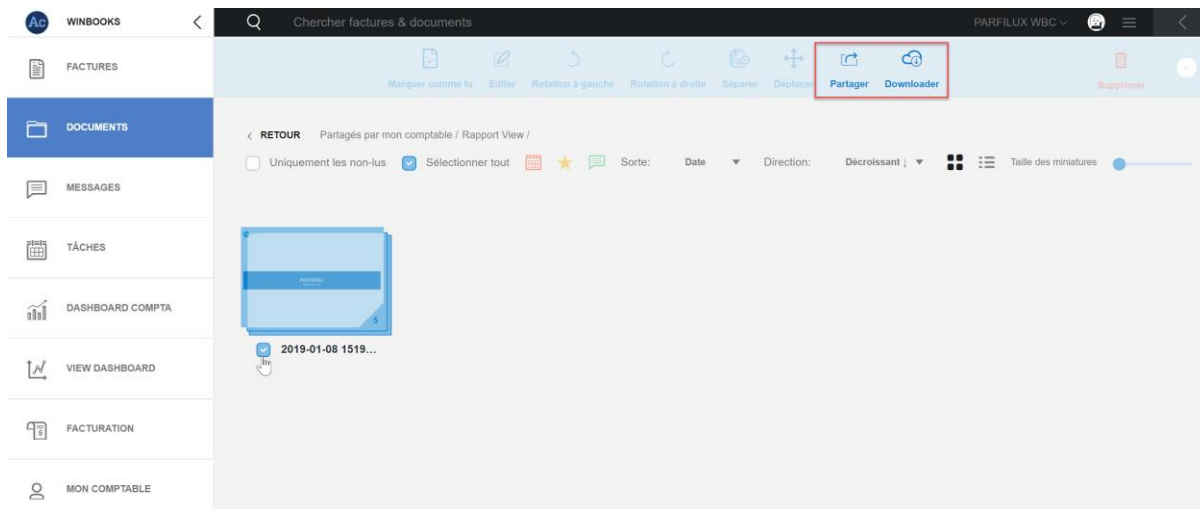 Ac WINBOOKS
Chercher factures & documents
PARFILUX WBC
FACTURES
Marquer comme lu Editer Rotation à gauche Rotation à droite Séparer Déplacer Partager Downloader Supprimer
DOCUMENTS
RETOUR Partagés par mon comptable / Rapport View /
Uniquement les non-lus Sélectionner tout Sorte: Date Direction: Décroissant ↓ Taille des miniatures
MESSAGES
TÂCHES
DASHBOARD COMPTA
5
2019-01-08 1519...
VIEW DASHBOARD
FACTURATION
MON COMPTABLE